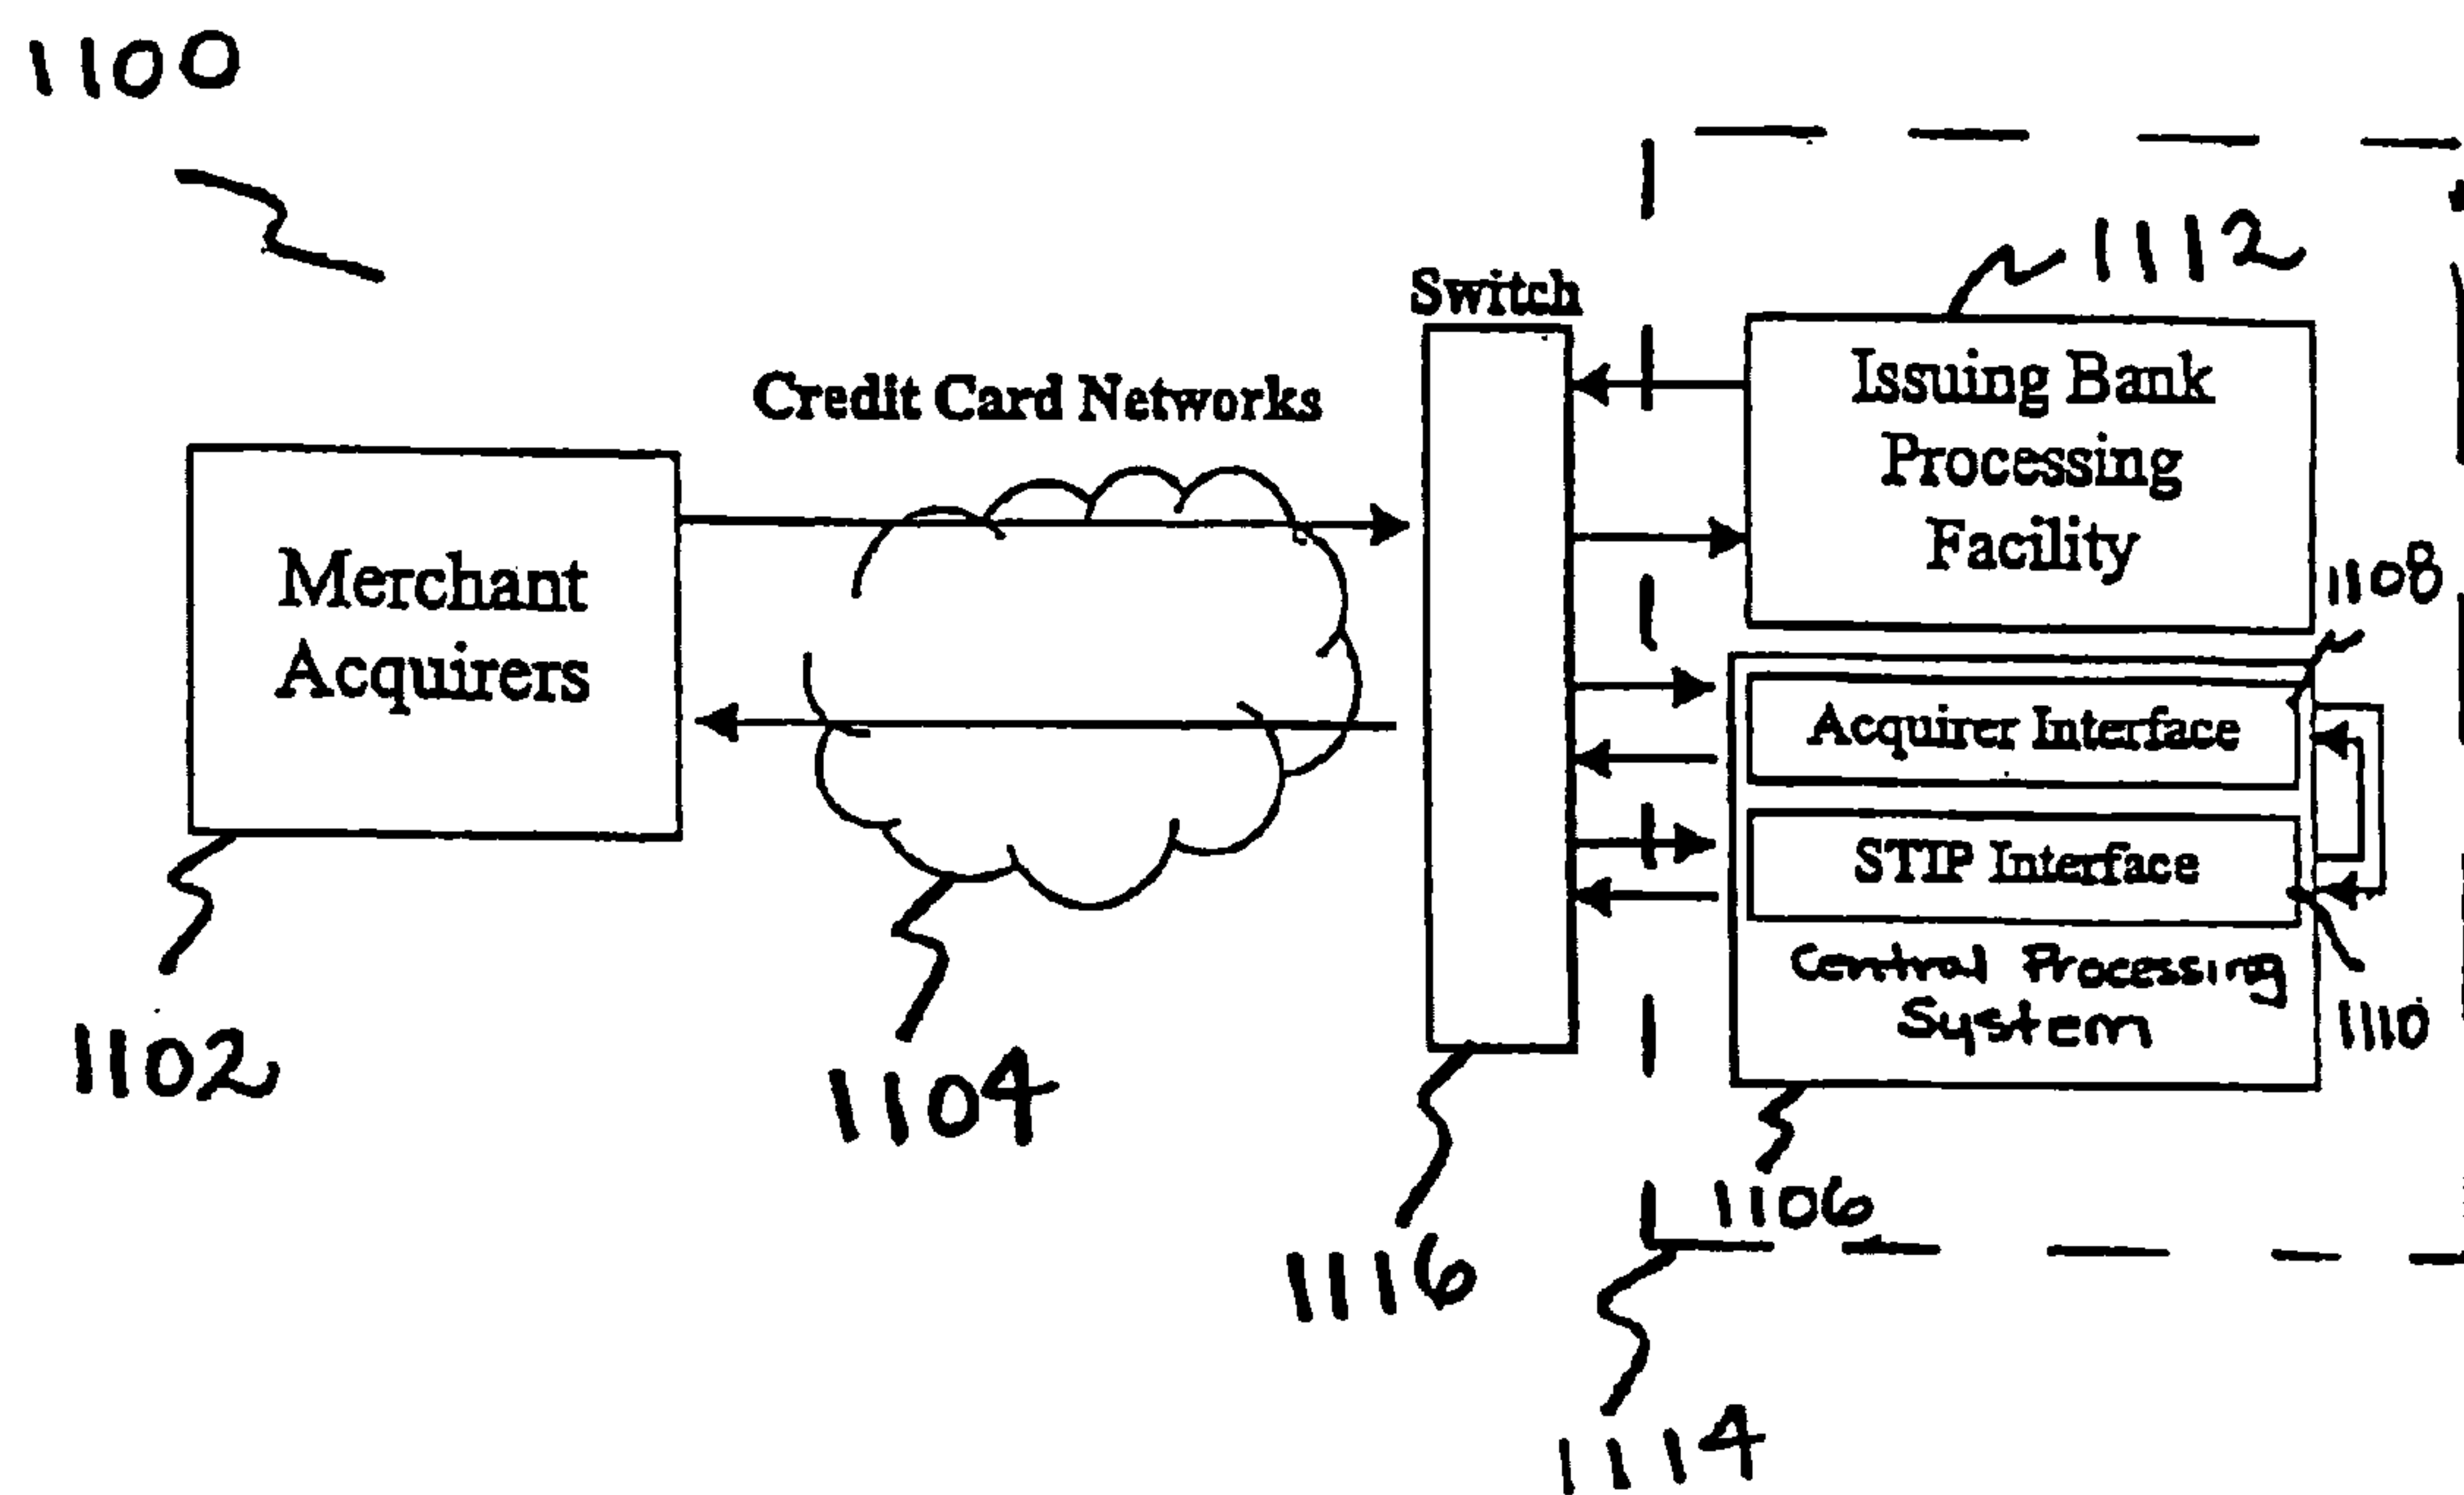 1100
1112
Switch
Credit Card Networks
Issuing Bank
Processing
Facility
Merchant
Acquirers
1108
Acquirer Interface
STIP Interface
Central Processing
System
1110
1102
1104
1106
1116
1114